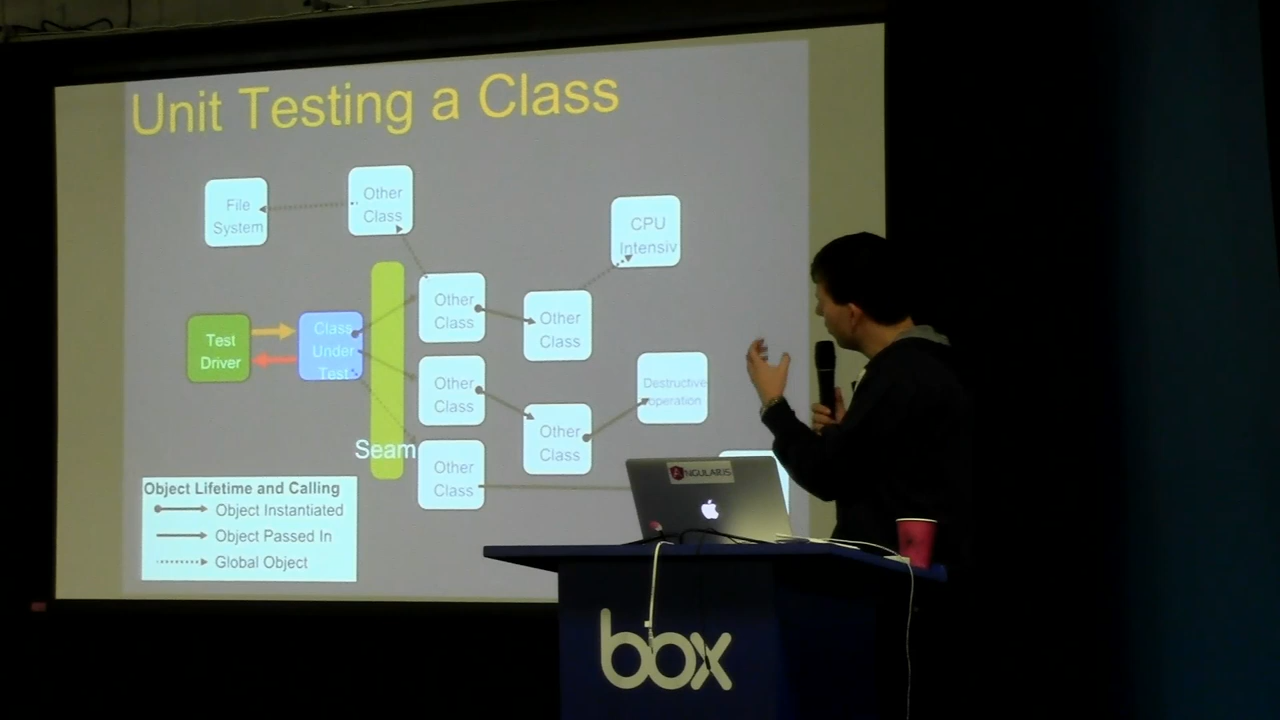 Unit Testing a Class
File
System
Other
Class
CPU
Intensiv
Other
Class
Other
Class
Test
Driver
Class
Under
Test
Other
Class
Destructive
operation
Other
Class
Seam
Other
Class
Object Lifetime and Calling
Object Instantiated
Object Passed In
Global Object
ANGULARJS
box